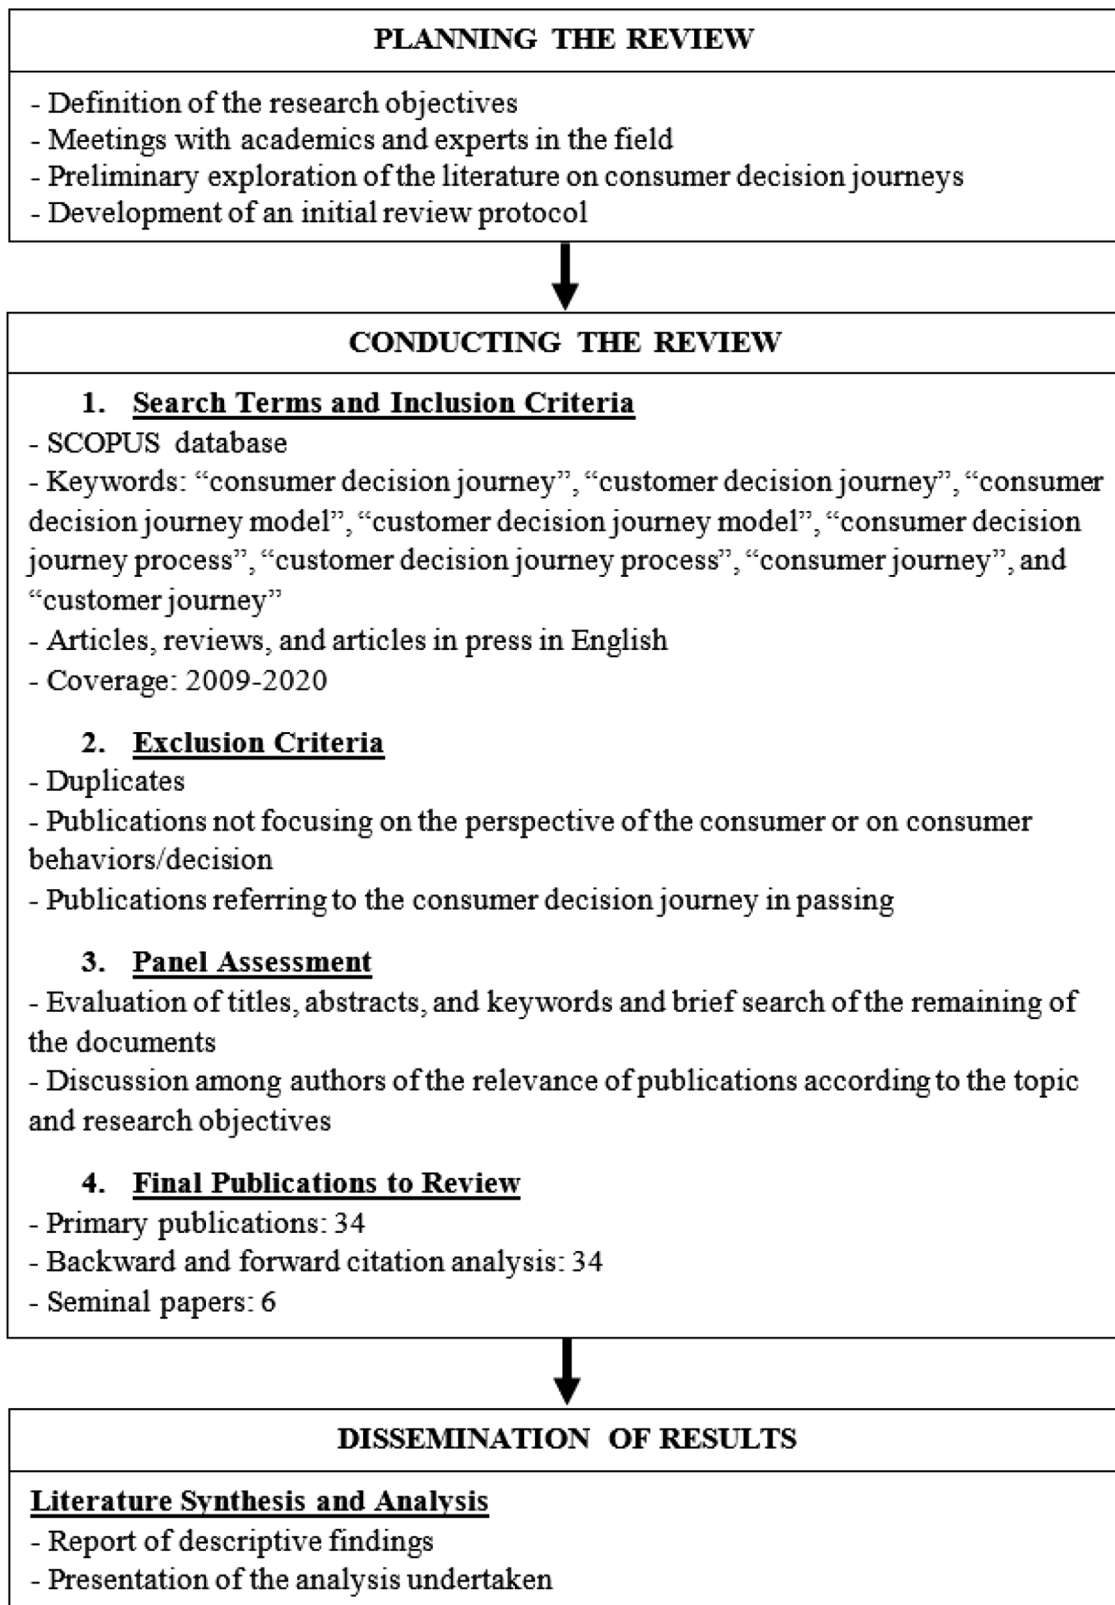 PLANNING THE REVIEW
- Definition of the research objectives
- Meetings with academics and experts in the field
- Preliminary exploration of the literature on consumer decision journeys
- Development of an initial review protocol
CONDUCTING THE REVIEW
1. Search Terms and Inclusion Criteria
- SCOPUS database
- Keywords: “consumer decision journey”, “customer decision journey”, “consumer
decision journey model”, “customer decision journey model”, “consumer decision
journey process”, “customer decision journey process”, “consumer journey”, and
“customer journey”
- Articles, reviews, and articles in press in English
- Coverage: 2009-2020
2. Exclusion Criteria
- Duplicates
- Publications not focusing on the perspective of the consumer or on consumer
behaviors/decision
- Publications referring to the consumer decision journey in passing
3. Panel Assessment
- Evaluation of titles, abstracts, and keywords and brief search of the remaining of
the documents
- Discussion among authors of the relevance of publications according to the topic
and research objectives
4. Final Publications to Review
- Primary publications: 34
- Backward and forward citation analysis: 34
- Seminal papers: 6
DISSEMINATION OF RESULTS
Literature Synthesis and Analysis
- Report of descriptive findings
- Presentation of the analysis undertaken